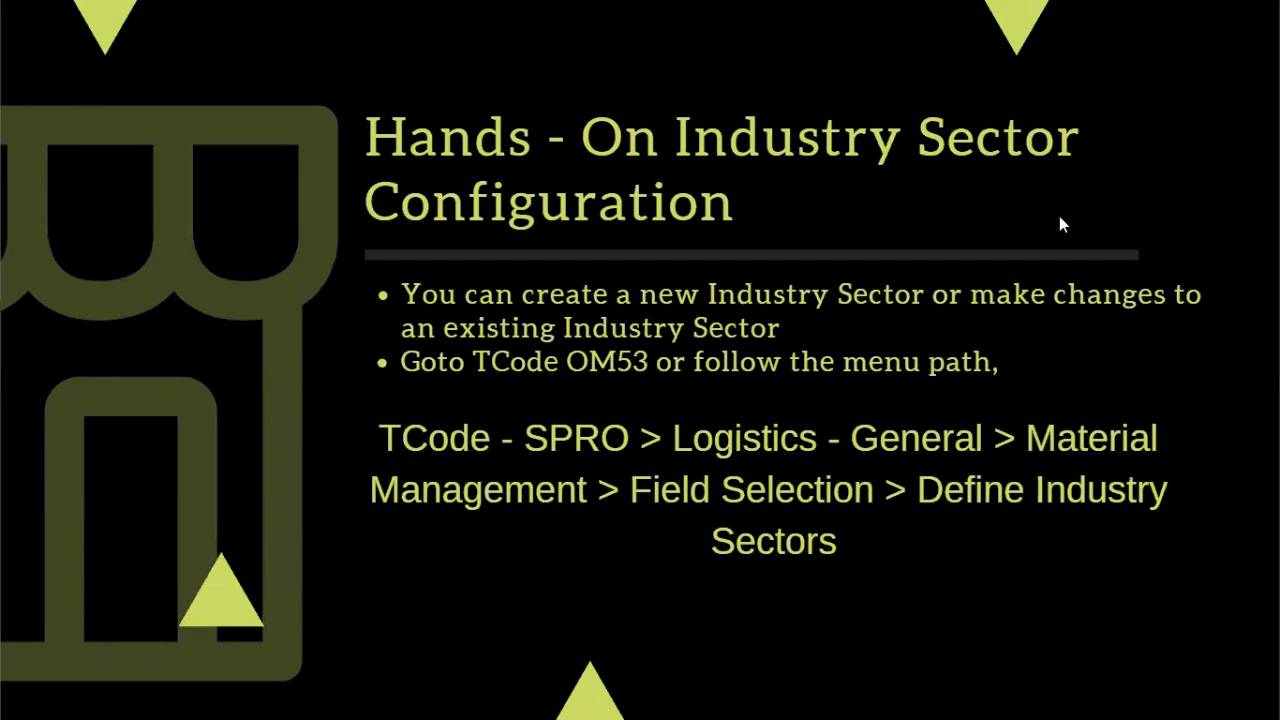 Hands - On Industry Sector
Configuration
• You can create a new Industry Sector or make changes to
an existing Industry Sector
• Goto TCode OM53 or follow the menu path,
TCode - SPRO > Logistics - General > Material
Management > Field Selection > Define Industry
Sectors